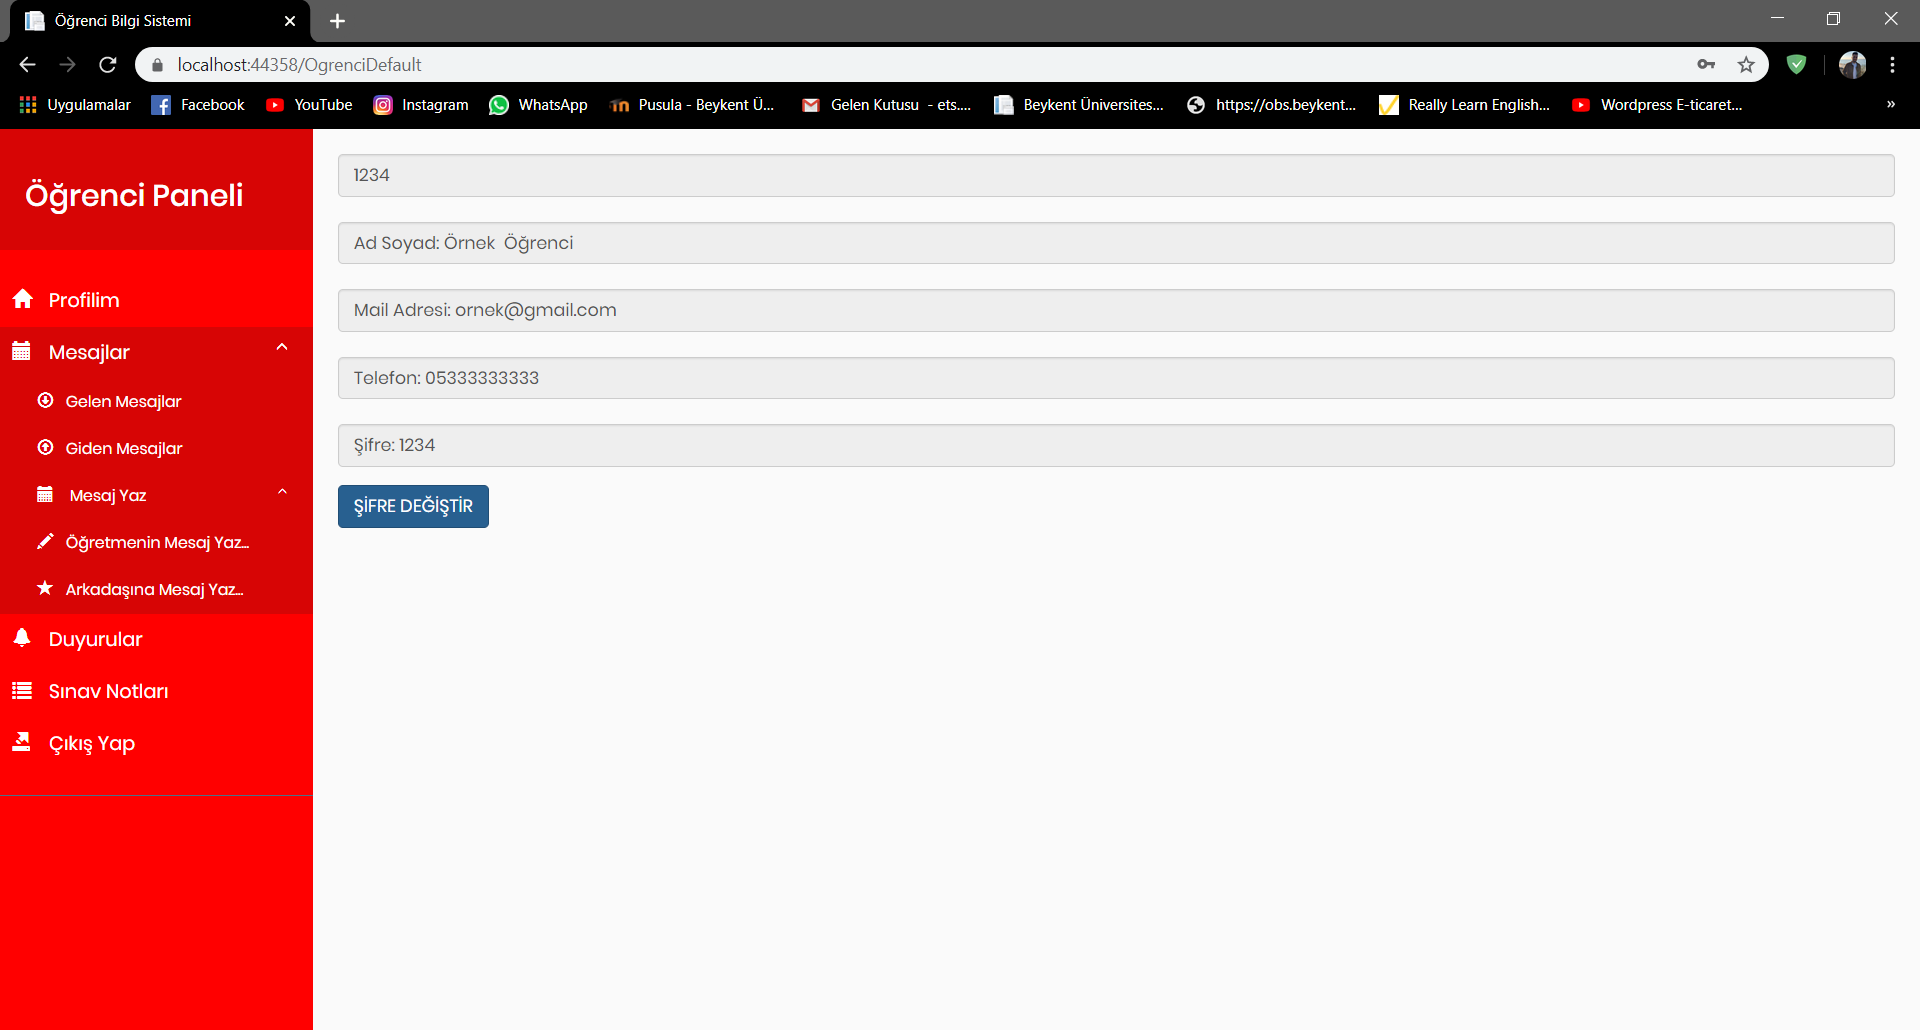 Öğrenci Bilgi Sistemi
localhost:44358/OgrenciDefault
Uygulamalar Facebook YouTube Instagram WhatsApp Pusula - Beykent Ü... Gelen Kutusu - ets.... Beykent Üniversites... https://obs.beykent... Really Learn English... Wordpress E-ticaret... »
Öğrenci Paneli
Profilim
Mesajlar
Gelen Mesajlar
Giden Mesajlar
Mesaj Yaz
Öğretmenin Mesaj Yaz...
Arkadaşına Mesaj Yaz...
Duyurular
Sınav Notları
Çıkış Yap
1234
Ad Soyad: Örnek  Öğrenci
Mail Adresi: ornek@gmail.com
Telefon: 05333333333
Şifre: 1234
ŞİFRE DEĞİŞTİR